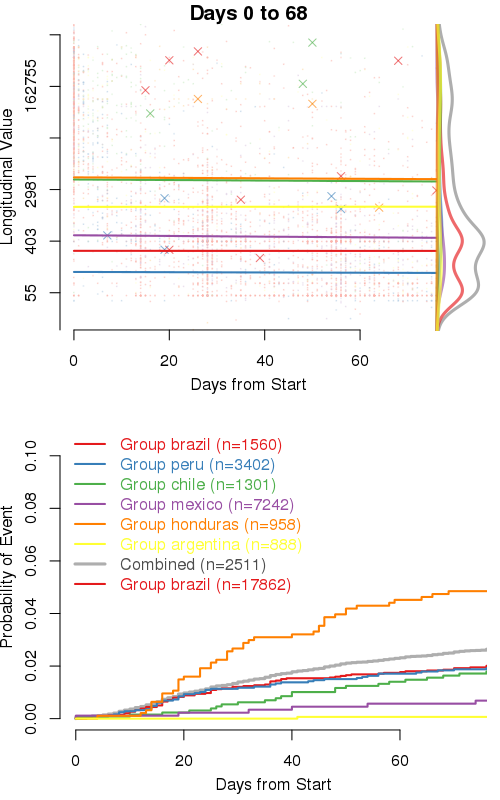 Days 0 to 68
Longitudinal Value
162755
2981
403
55
0
20
40
60
Days from Start
Probability of Event
0.10
0.08
0.06
0.04
0.02
0.00
Group brazil (n=1560)
Group peru (n=3402)
Group chile (n=1301)
Group mexico (n=7242)
Group honduras (n=958)
Group argentina (n=888)
Combined (n=2511)
Group brazil (n=17862)
0
20
40
60
Days from Start